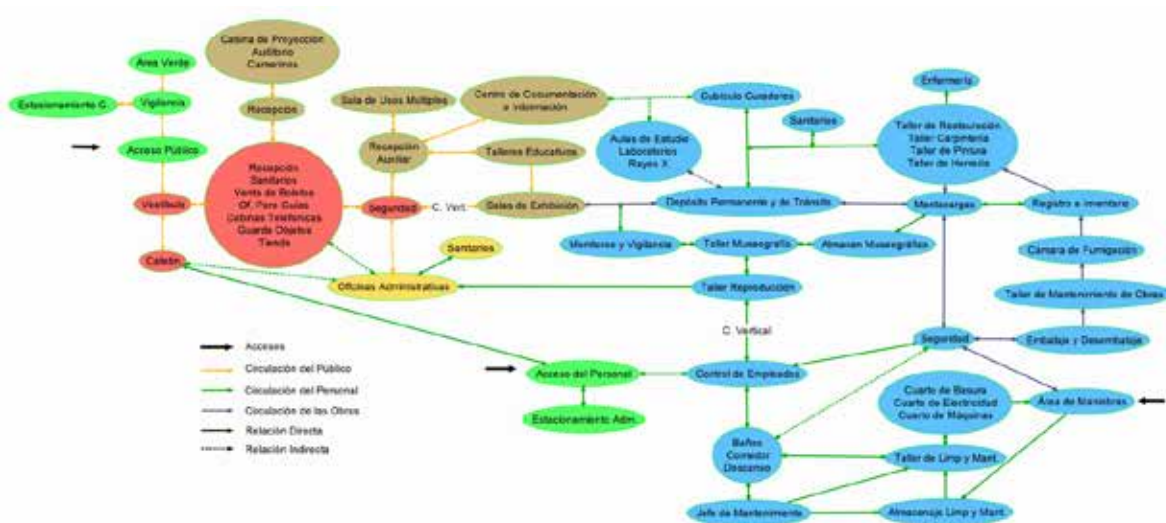 Cabina de Proyección
Auditorio
Camerinos
Area Verde
Estacionamiento G.
Vigilancia
Recepción
Acceso Público
Sala de Usos Múltiples
Centro de Documentación
e Información
Cubículo Curadores
Enfermería
Sanitarios
Taller de Restauración
Taller Carpintería
Taller de Pintura
Taller de Herrería
Aulas de Estudio
Laboratorios
Rayos X
Recepción
Auxiliar
Talleres Educativos
Vestíbulo
Recepción
Sanitarios
Venta de Boletos
Of. Para Guías
Cabinas Telefónicas
Guarda Objetos
Tienda
Seguridad
C. Vert.
Salas de Exhibición
Depósito Permanente y de Tránsito
Montacargas
Registro e Inventario
Monitoreo y Vigilancia
Taller Museografía
Almacen Museográfico
Cámara de Fumigación
Sanitarios
Cafetín
Oficinas Administrativas
Taller Reproducción
Taller de Mantenimiento de Obras
C. Vertical
Seguridad
Embalaje y Desembalaje
Accesos
Circulación del Público
Circulación del Personal
Circulación de las Obras
Relación Directa
Relación Indirecta
Acceso del Personal
Control de Empleados
Estacionamiento Adm.
Cuarto de Basura
Cuarto de Electricidad
Cuarto de Máquinas
Área de Maniobras
Baños
Comedor
Descanso
Taller de Limp y Mant.
Jefe de Mantenimiento
Almacenaje Limp y Mant.